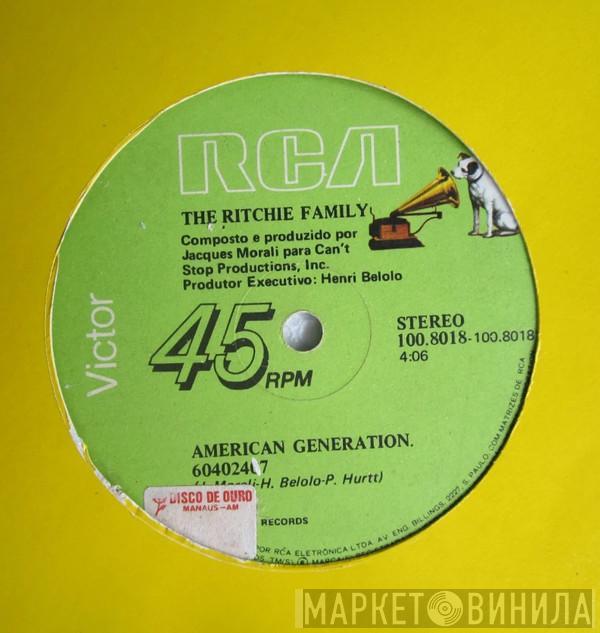 RCA
THE RITCHIE FAMILY
Composto e produzido por
Jacques Morali para Can't
Stop Productions, Inc.
Produtor Executivo: Henri Belolo
Victor
45 RPM
STEREO
100.8018-100.8018
4:06
AMERICAN GENERATION.
60402407
Morali-H. Belolo-P. Hurtt)
DISCO DE OURO
MANAUS-AM
RECORDS
POR RCA ELETRÔNICA LTDA. AV. ENG. BILLINGS, 2227, S. PAULO, COM MATRIZES DE RCA
МАРКЕТ ВИНИЛА